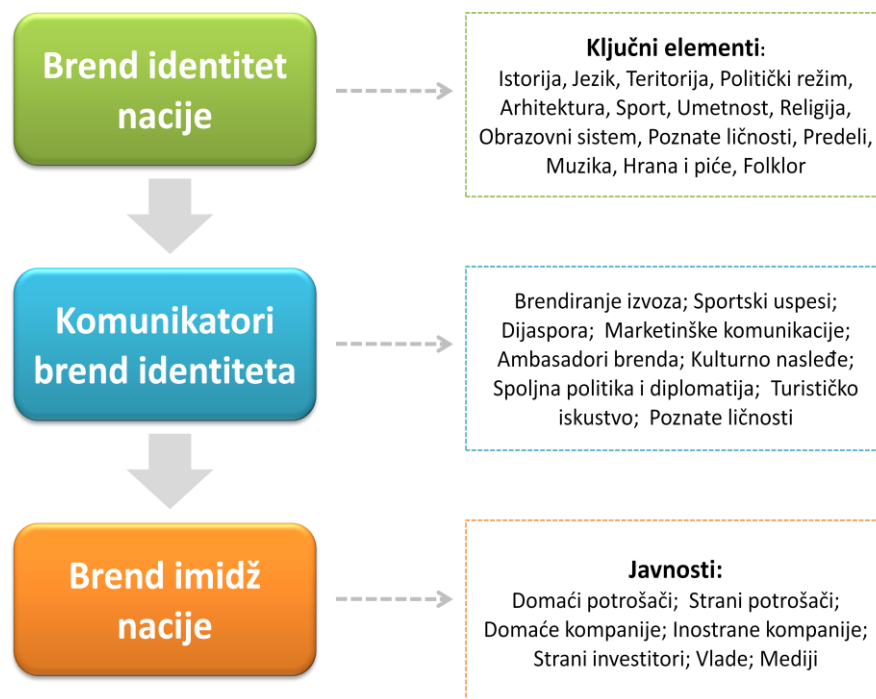 Brend identitet
nacije
Ključni elementi:
Istorija, Jezik, Teritorija, Politički režim,
Arhitektura, Sport, Umetnost, Religija,
Obrazovni sistem, Poznate ličnosti, Predeli,
Muzika, Hrana i piće, Folklor
Komunikatori
brend identiteta
Brendiranje izvoza; Sportski uspesi;
Dijaspora; Marketinške komunikacije;
Ambasadori brenda; Kulturno nasleđe;
Spoljna politika i diplomatija; Turističko
iskustvo; Poznate ličnosti
Brend imidž
nacije
Javnosti:
Domaći potrošači; Strani potrošači;
Domaće kompanije; Inostrane kompanije;
Strani investitori; Vlade; Mediji